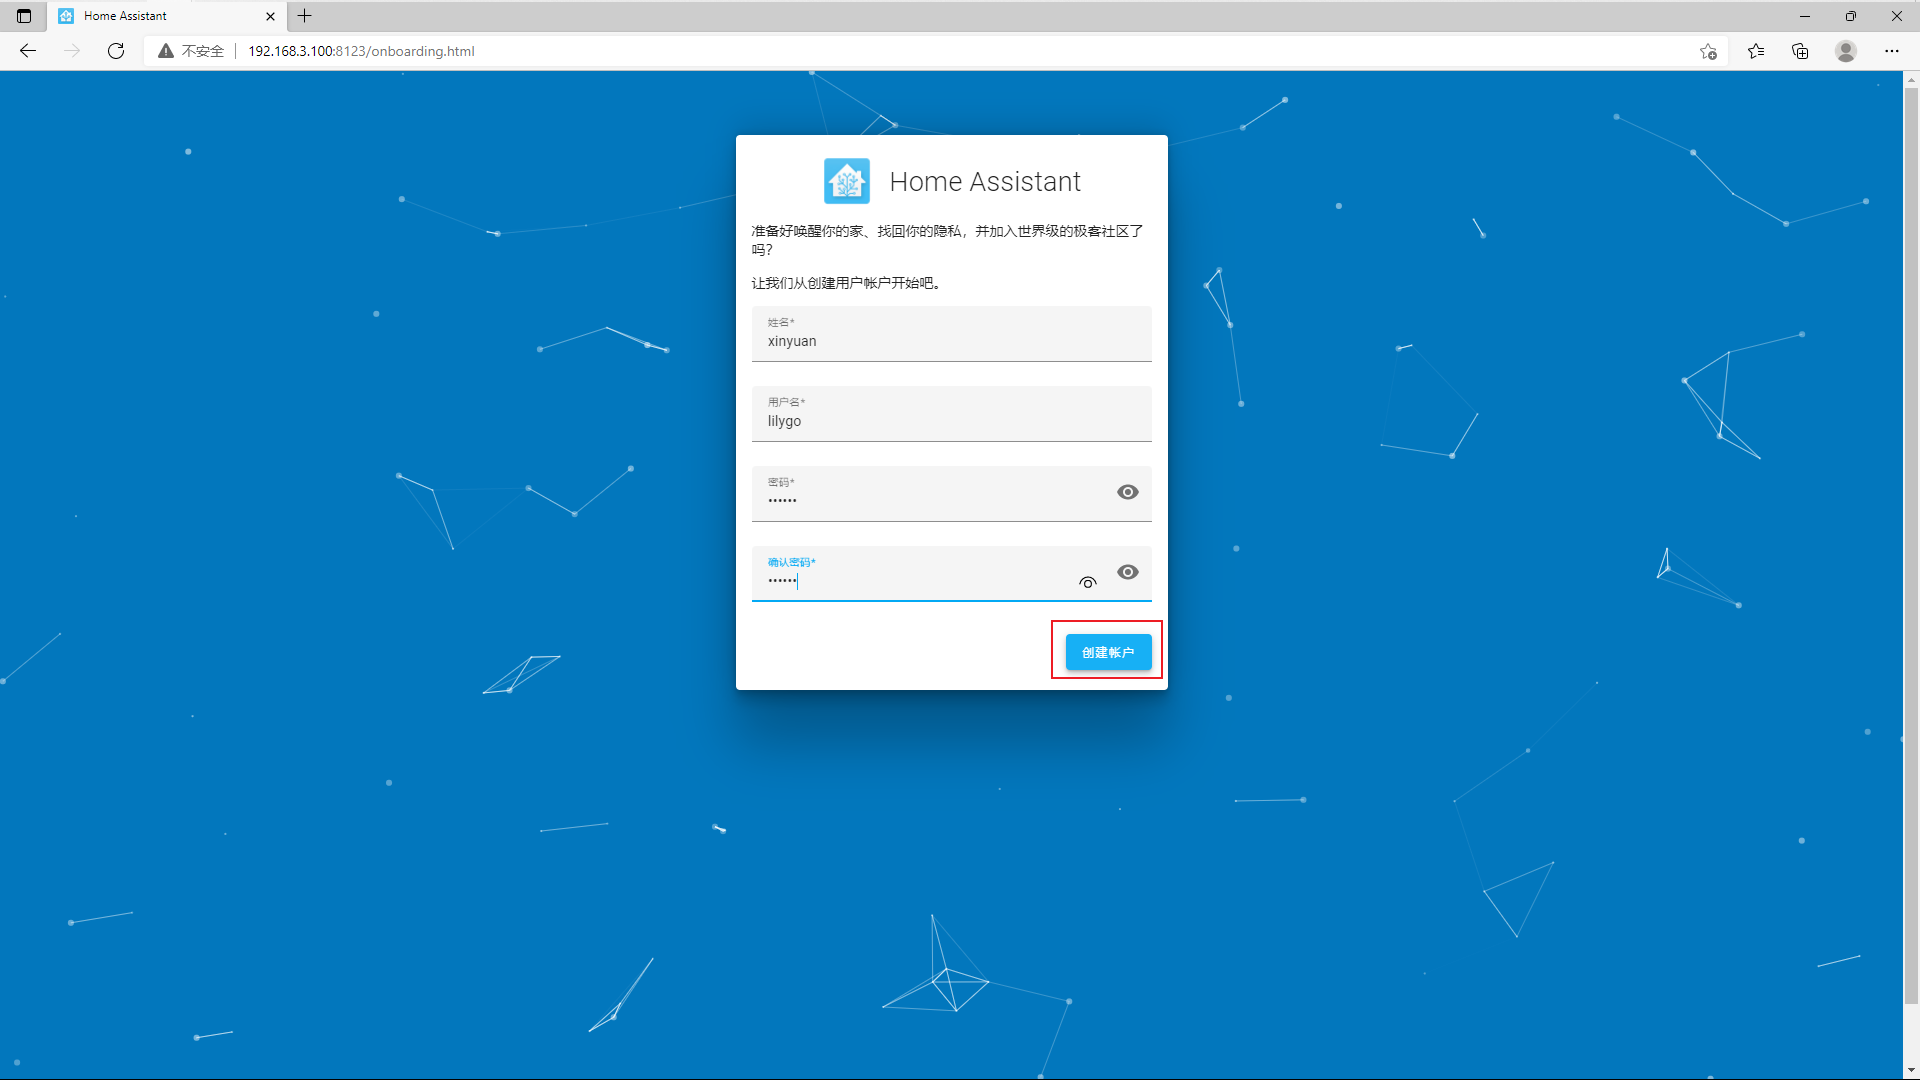 Home Assistant
不安全
192.168.3.100:8123/onboarding.html
Home Assistant
准备好唤醒你的家、找回你的隐私，并加入世界级的极客社区了
吗？
让我们从创建用户帐户开始吧。
姓名*
xinyuan
用户名*
lilygo
密码*
••••••
确认密码*
••••••
创建帐户